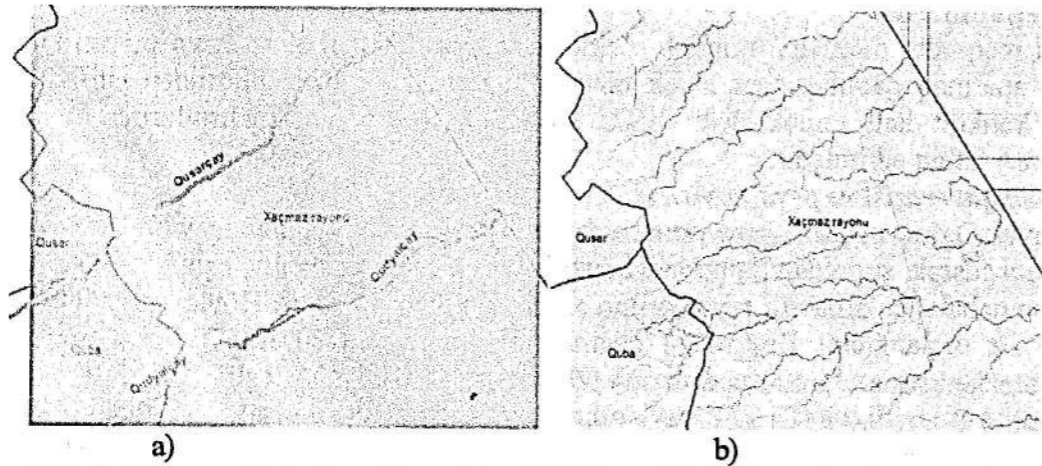 Qusarçay
Xaçmaz rayonu
Qusar
Qudyalçay
Quba
Qudyalçay
a)
Xaçmaz rayonu
Qusar
Quba
b)